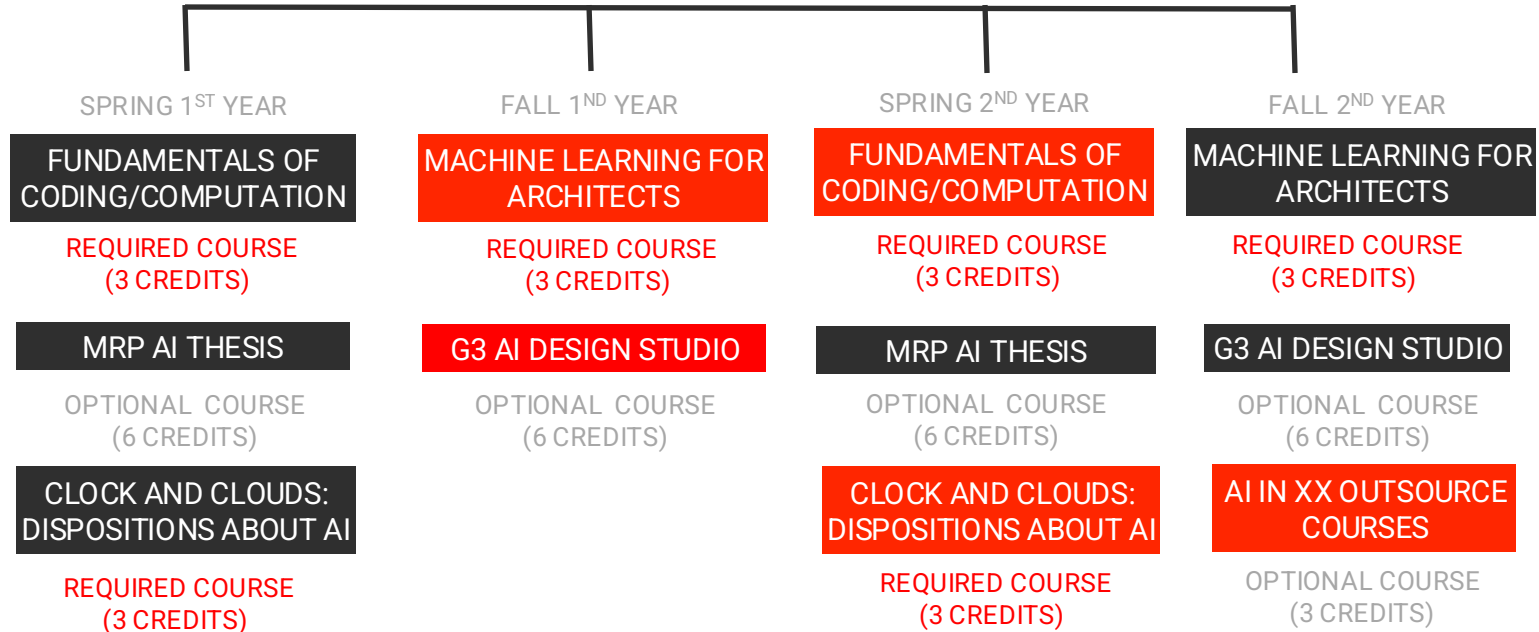 SPRING 1ST YEAR
FUNDAMENTALS OF
CODING/COMPUTATION
REQUIRED COURSE
(3 CREDITS)
MRP AI THESIS
OPTIONAL COURSE
(6 CREDITS)
CLOCK AND CLOUDS:
DISPOSITIONS ABOUT AI
REQUIRED COURSE
(3 CREDITS)
FALL 1ND YEAR
MACHINE LEARNING FOR
ARCHITECTS
REQUIRED COURSE
(3 CREDITS)
G3 AI DESIGN STUDIO
OPTIONAL COURSE
(6 CREDITS)
SPRING 2ND YEAR
FUNDAMENTALS OF
CODING/COMPUTATION
REQUIRED COURSE
(3 CREDITS)
MRP AI THESIS
OPTIONAL COURSE
(6 CREDITS)
CLOCK AND CLOUDS:
DISPOSITIONS ABOUT AI
REQUIRED COURSE
(3 CREDITS)
FALL 2ND YEAR
MACHINE LEARNING FOR
ARCHITECTS
REQUIRED COURSE
(3 CREDITS)
G3 AI DESIGN STUDIO
OPTIONAL COURSE
(6 CREDITS)
AI IN XX OUTSOURCE
COURSES
OPTIONAL COURSE
(3 CREDITS)